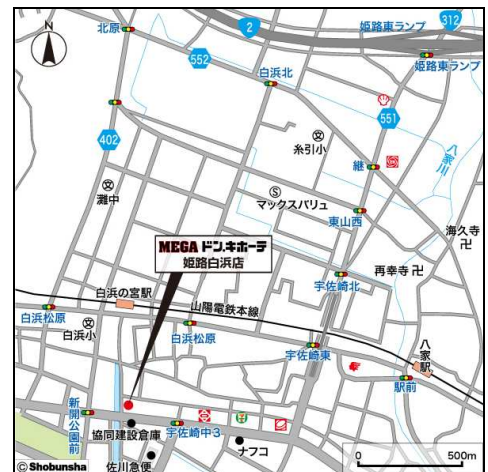 北原
2
姫路東ランプ
312
姫路東ランプ
552
白浜北
551
糸引小
402
継
八家川
灘中
マックスバリュ
東山西
海久寺
MEGA ドン.キホーテ
姫路白浜店
再幸寺
宇佐崎北
白浜の宮駅
山陽電鉄本線
白浜松原
白浜小
白浜松原
宇佐崎東
八家駅
駅前
新開公園前
協同建設倉庫
宇佐崎中3
ナフコ
佐川急便
0
500m
© Shobunsha